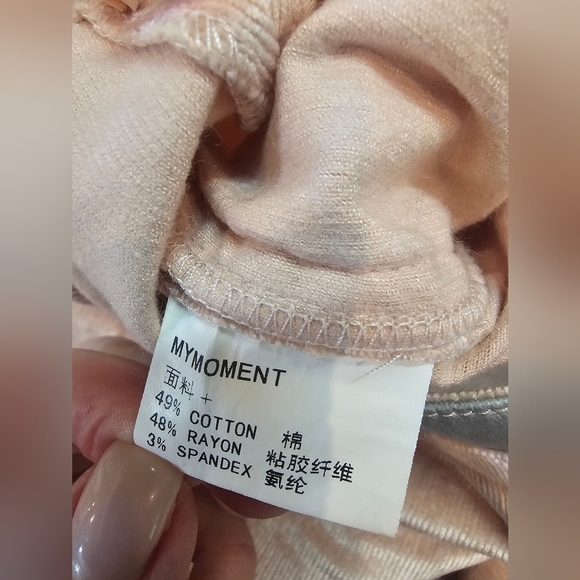 MYMOMENT
面料 +
49% COTTON 棉
48% RAYON 粘胶纤维
3% SPANDEX 氨纶